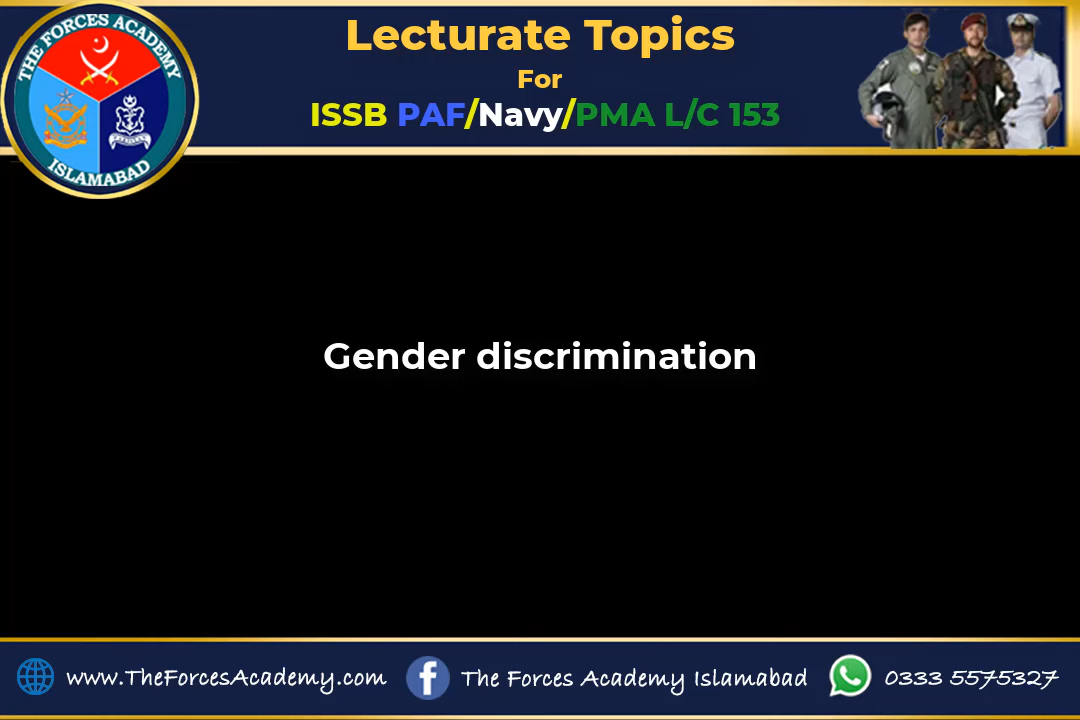 THE FORCES ACADEMY
ISLAMABAD
Lecturate Topics
For
ISSB PAF/Navy/PMA L/C 153
Gender discrimination
www.TheForcesAcademy.com
The Forces Academy Islamabad
0333 5575327